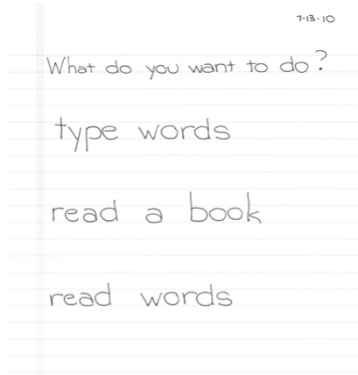 7-13-10
What do you want to do?
type words
read a book
read words